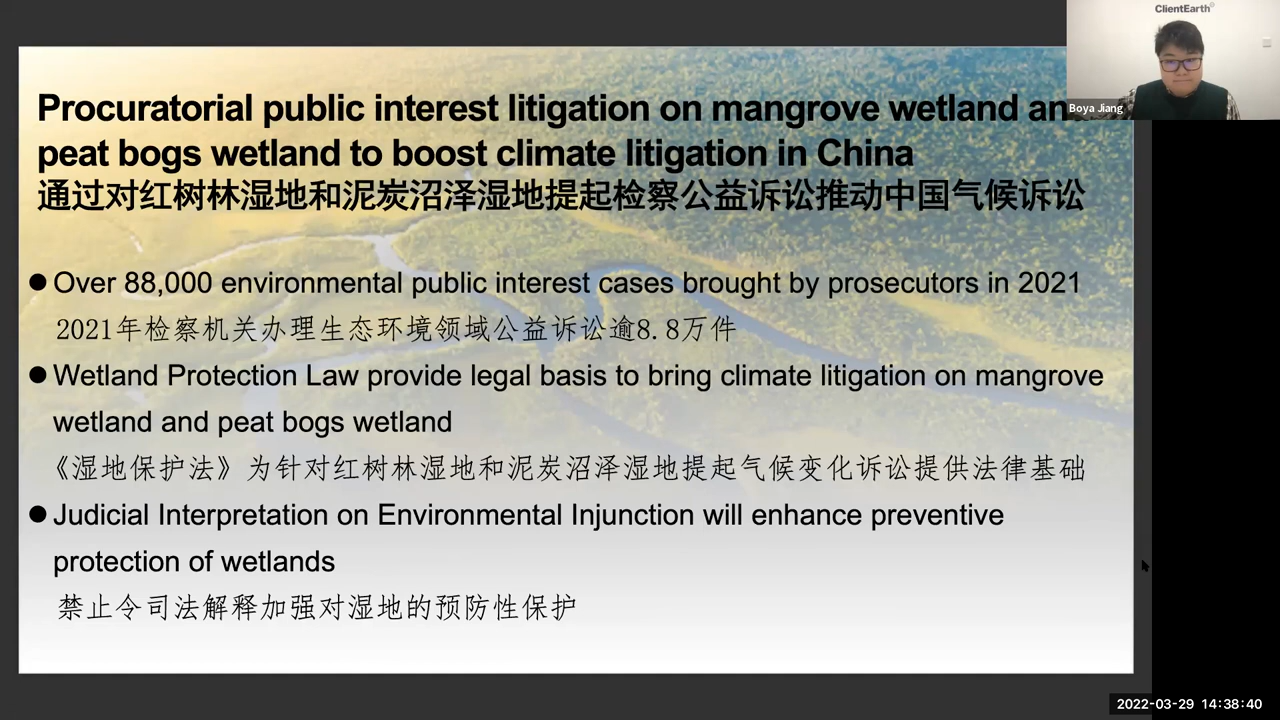 ClientEarth
Boya Jiang
Procuratorial public interest litigation on mangrove wetland an
peat bogs wetland to boost climate litigation in China
通过对红树林湿地和泥炭沼泽湿地提起检察公益诉讼推动中国气候诉讼
● Over 88,000 environmental public interest cases brought by prosecutors in 2021
2021年检察机关办理生态环境领域公益诉讼逾8.8万件
● Wetland Protection Law provide legal basis to bring climate litigation on mangrove
wetland and peat bogs wetland
《湿地保护法》为针对红树林湿地和泥炭沼泽湿地提起气候变化诉讼提供法律基础
● Judicial Interpretation on Environmental Injunction will enhance preventive
protection of wetlands
禁止令司法解释加强对湿地的预防性保护
2022-03-29 14:38:40